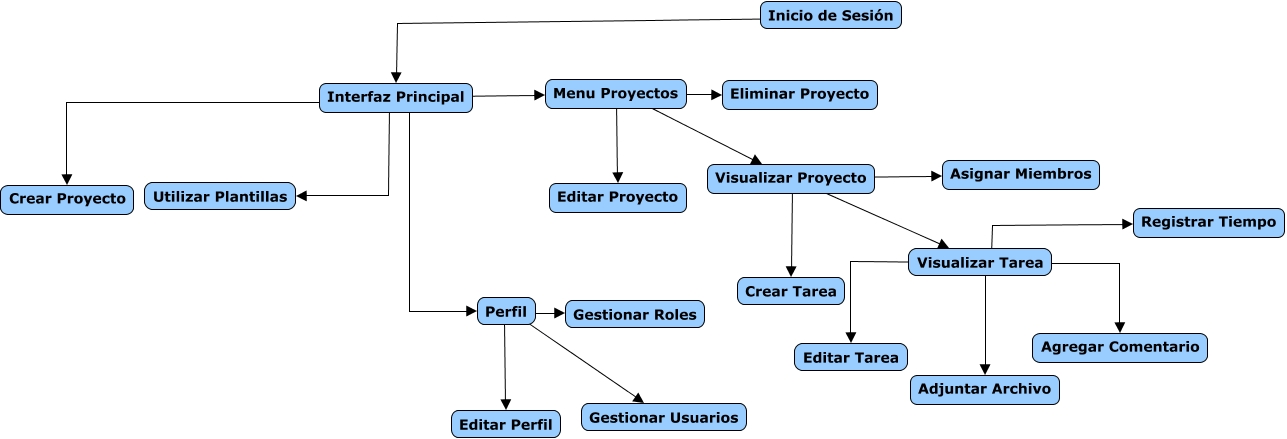 Inicio de Sesión
Interfaz Principal
Menu Proyectos
Eliminar Proyecto
Crear Proyecto
Utilizar Plantillas
Editar Proyecto
Visualizar Proyecto
Asignar Miembros
Registrar Tiempo
Visualizar Tarea
Crear Tarea
Perfil
Gestionar Roles
Editar Tarea
Agregar Comentario
Adjuntar Archivo
Editar Perfil
Gestionar Usuarios